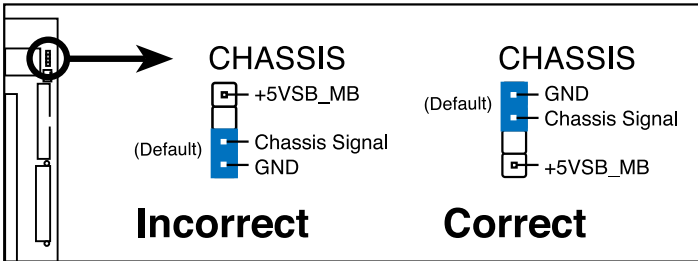 CHASSIS
+5VSB_MB
(Default)
Chassis Signal
GND
Incorrect
CHASSIS
(Default)
GND
Chassis Signal
+5VSB_MB
Correct